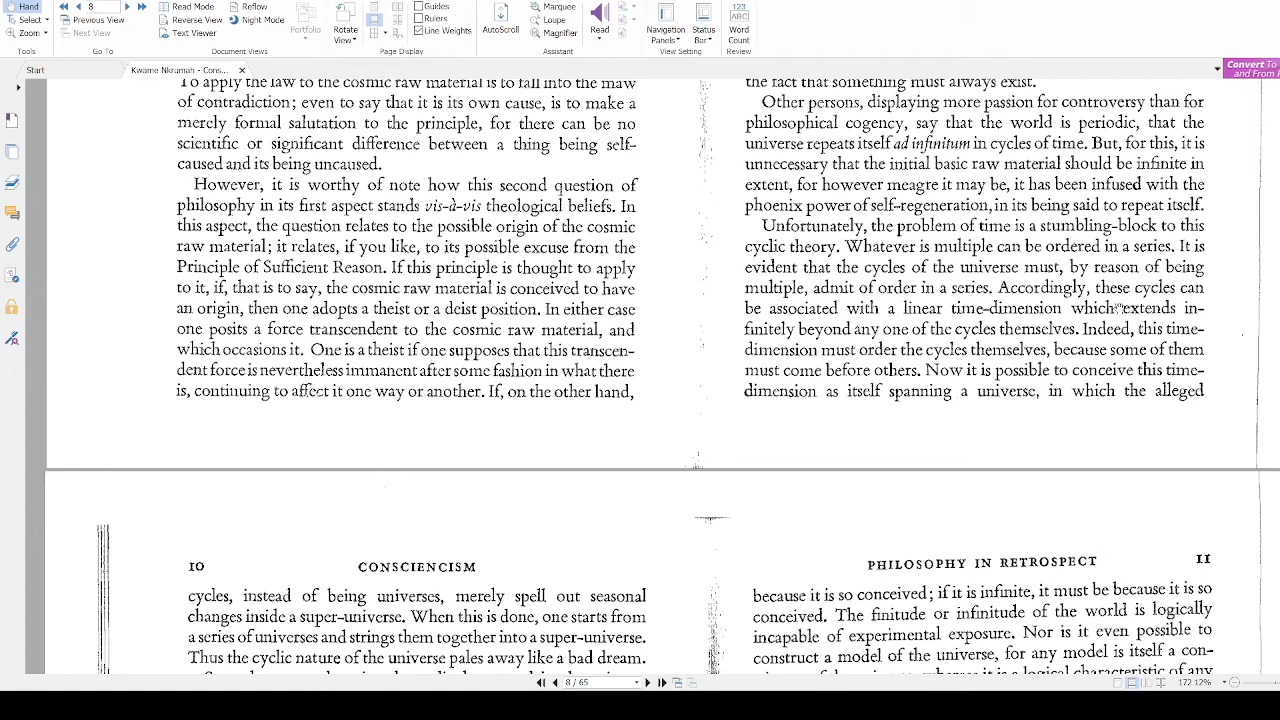 Hand
8
Read Mode
Reflow
Guides
Marquee
123
ABC
Select
Previous View
Reverse View
Night Mode
Rulers
Loupe
Zoom
Next View
Text Viewer
Portfolio
Rotate
View
Line Weights
AutoScroll
Magnifier
Read
Navigation
Panels
Status
Bar
Word
Count
Tools
Go To
Document Views
Page Display
Assistant
View Setting
Review
Start
Kwame Nkrumah - Cons...
Convert To
and From
To apply the law to the cosmic raw material is to fall into the maw
of contradiction; even to say that it is its own cause, is to make a
merely formal salutation to the principle, for there can be no
scientific or significant difference between a thing being self-
caused and its being uncaused.
However, it is worthy of note how this second question of
philosophy in its first aspect stands vis-à-vis theological beliefs. In
this aspect, the question relates to the possible origin of the cosmic
raw material; it relates, if you like, to its possible excuse from the
Principle of Sufficient Reason. If this principle is thought to apply
to it, if, that is to say, the cosmic raw material is conceived to have
an origin, then one adopts a theist or a deist position. In either case
one posits a force transcendent to the cosmic raw material, and
which occasions it. One is a theist if one supposes that this transcen-
dent force is nevertheless immanent after some fashion in what there
is, continuing to affect it one way or another. If, on the other hand,
the fact that something must always exist.
Other persons, displaying more passion for controversy than for
philosophical cogency, say that the world is periodic, that the
universe repeats itself ad infinitum in cycles of time. But, for this, it is
unnecessary that the initial basic raw material should be infinite in
extent, for however meagre it may be, it has been infused with the
phoenix power of self-regeneration, in its being said to repeat itself.
Unfortunately, the problem of time is a stumbling-block to this
cyclic theory. Whatever is multiple can be ordered in a series. It is
evident that the cycles of the universe must, by reason of being
multiple, admit of order in a series. Accordingly, these cycles can
be associated with a linear time-dimension which extends in-
finitely beyond any one of the cycles themselves. Indeed, this time-
dimension must order the cycles themselves, because some of them
must come before others. Now it is possible to conceive this time-
dimension as itself spanning a universe, in which the alleged
10 CONSCIENCISM
cycles, instead of being universes, merely spell out seasonal
changes inside a super-universe. When this is done, one starts from
a series of universes and strings them together into a super-universe.
Thus the cyclic nature of the universe pales away like a bad dream.
PHILOSOPHY IN RETROSPECT 11
because it is so conceived; if it is infinite, it must be because it is so
conceived. The finitude or infinitude of the world is logically
incapable of experimental exposure. Nor is it even possible to
construct a model of the universe, for any model is itself a con-
8 / 65
172.12%